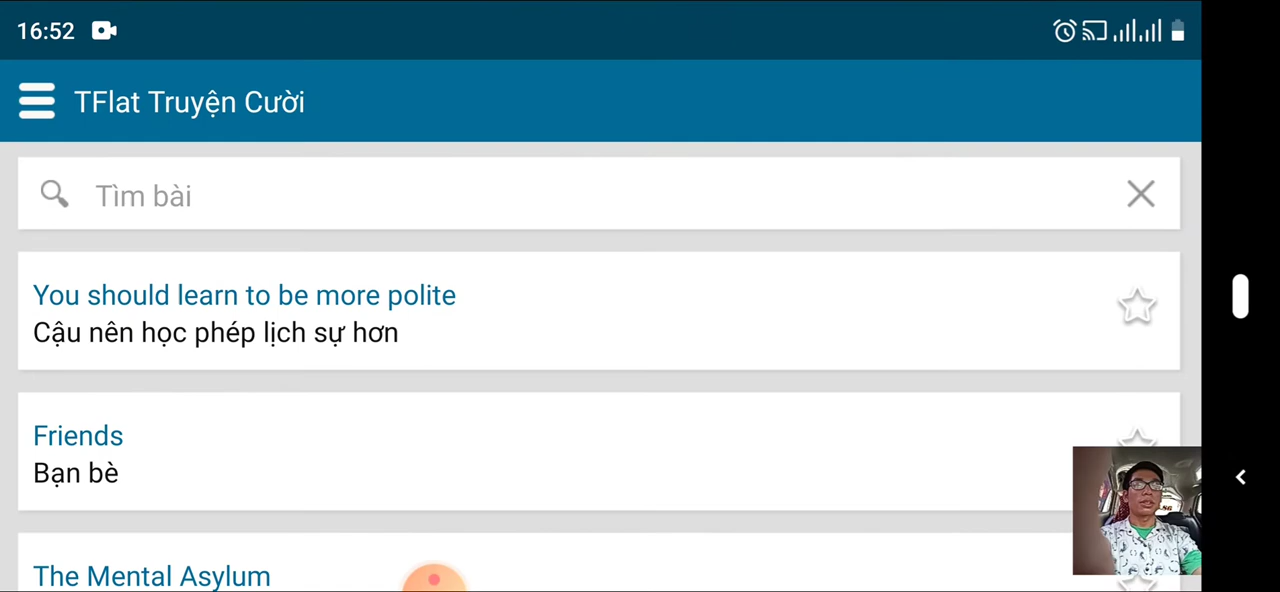 16:52
TFlat Truyện Cười
Tìm bài
You should learn to be more polite
Cậu nên học phép lịch sự hơn
Friends
Bạn bè
The Mental Asylum